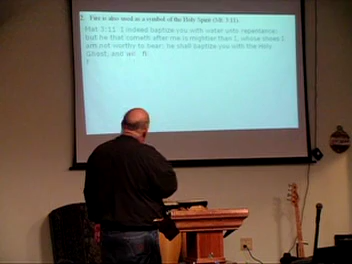 2. Fire is also used as a symbol of the Holy Spirit (Mt. 3:11).
Mat 3:11 I indeed baptize you with water unto repentance:
but he that cometh after me is mightier than I, whose shoes I
am not worthy to bear: he shall baptize you with the Holy
Ghost, and